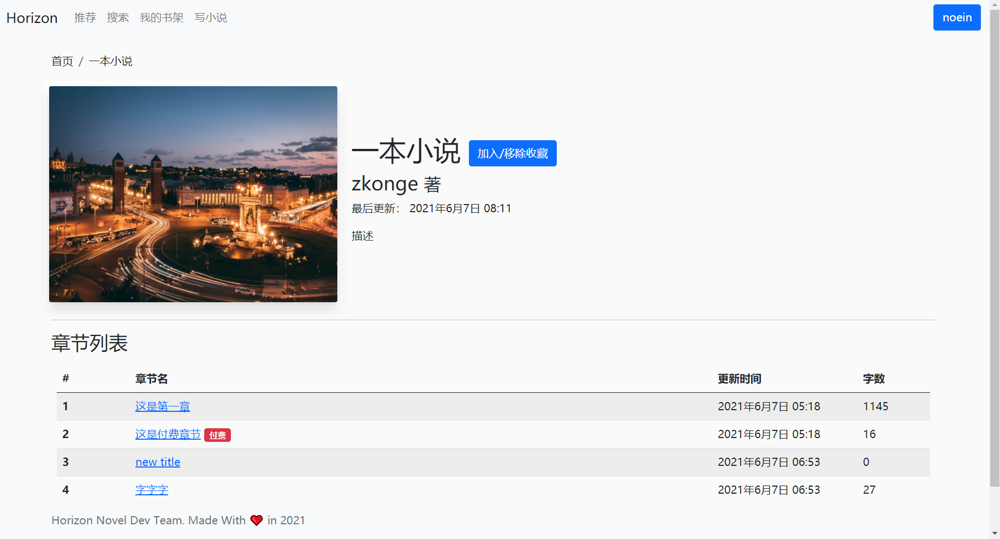 Horizon 推荐 搜索 我的书架 写小说 noein
首页 / 一本小说
一本小说 加入/移除收藏
zkonge 著
最后更新： 2021年6月7日 08:11
描述
章节列表
# 章节名 更新时间 字数
1 这是第一章 2021年6月7日 05:18 1145
2 这是付费章节 付费 2021年6月7日 05:18 16
3 new title 2021年6月7日 06:53 0
4 字字字 2021年6月7日 06:53 27
Horizon Novel Dev Team. Made With ❤ in 2021